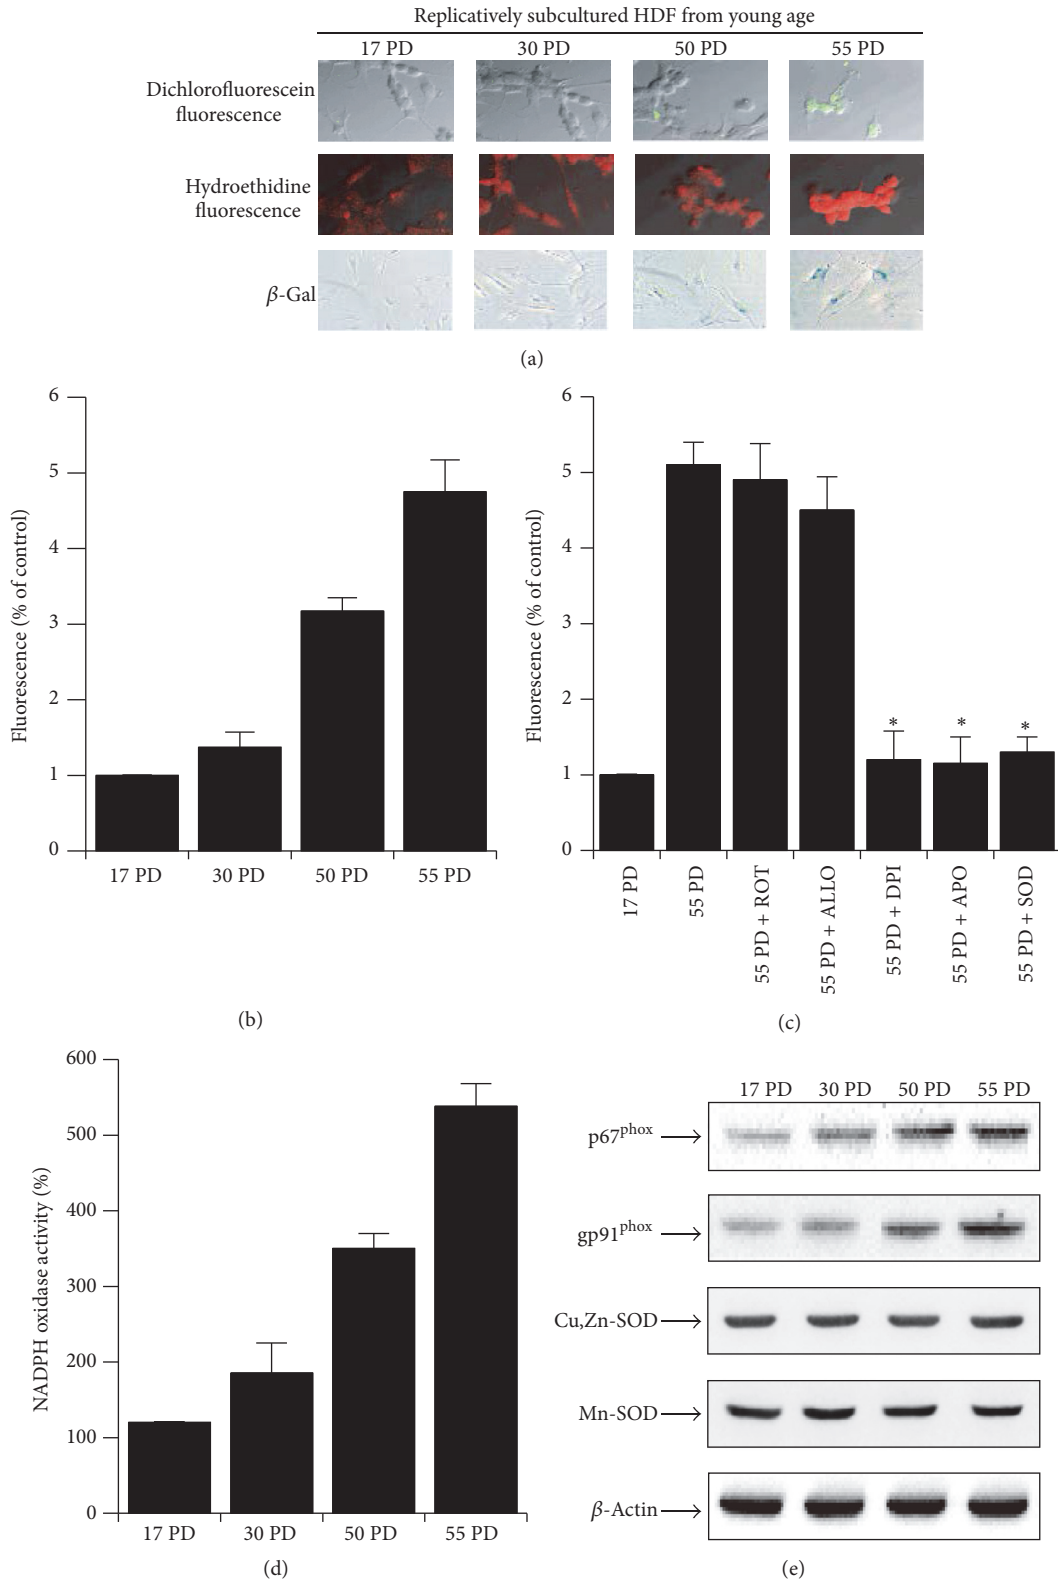 Replicatively subcultured HDF from young age
17 PD 30 PD 50 PD 55 PD
Dichlorofluorescein
fluorescence
Hydroethidine
fluorescence
β-Gal
(a)
Fluorescence (% of control)
6
5
4
3
2
1
0
17 PD 30 PD 50 PD 55 PD
(b)
Fluorescence (% of control)
6
5
4
3
2
1
0
* * *
17 PD
55 PD
55 PD + ROT
55 PD + ALLO
55 PD + DPI
55 PD + APO
55 PD + SOD
(c)
NADPH oxidase activity (%)
600
500
400
300
200
100
0
17 PD 30 PD 50 PD 55 PD
(d)
17 PD 30 PD 50 PD 55 PD
p67phox
gp91phox
Cu,Zn-SOD
Mn-SOD
β-Actin
(e)